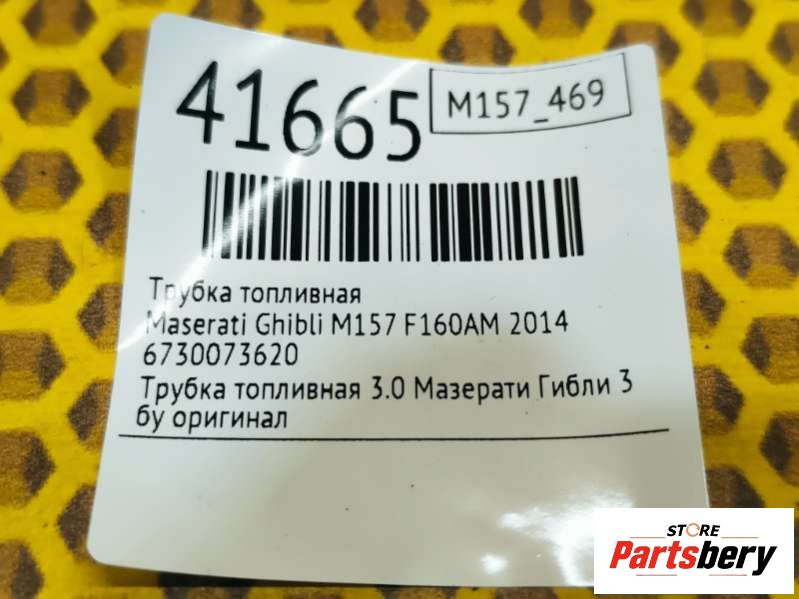 41665
M157_469
Трубка топливная
Maserati Ghibli M157 F160AM 2014
6730073620
Трубка топливная 3.0 Мазерати Гибли 3
бу оригинал
STORE
Partsbery